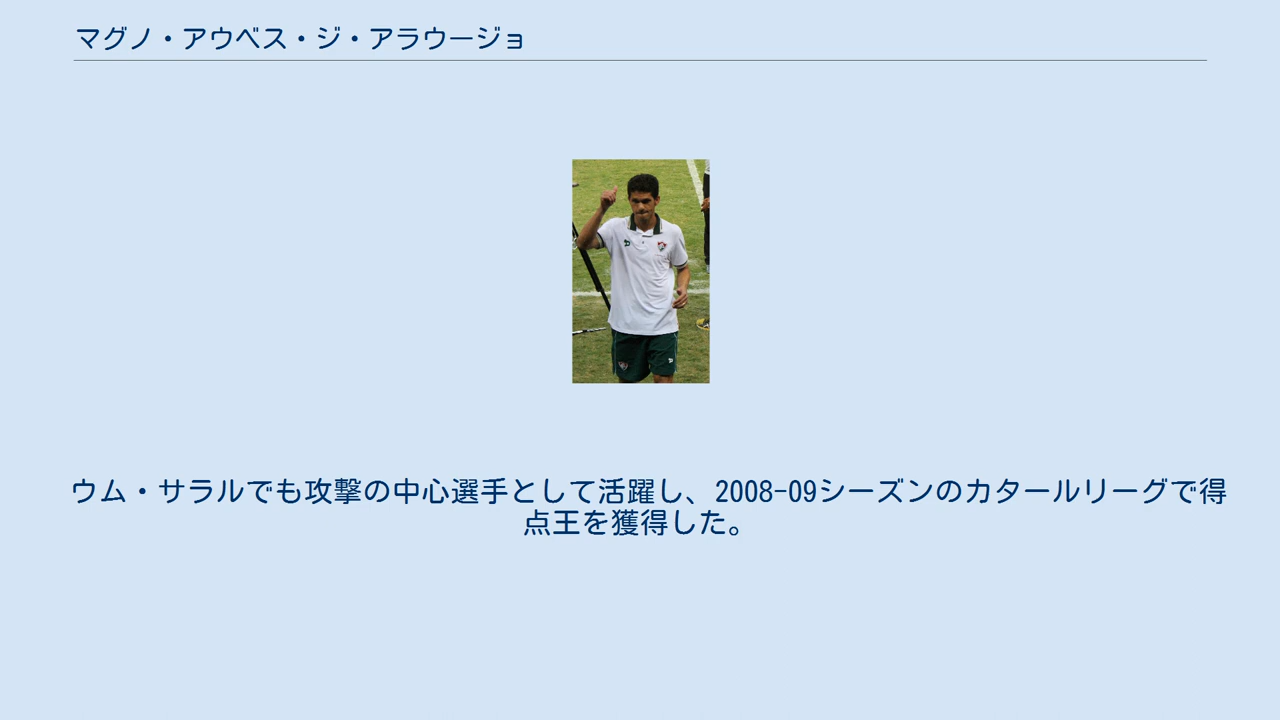 マグノ・アウベス・ジ・アラウージョ
ウム・サラルでも攻撃の中心選手として活躍し、2008-09シーズンのカタールリーグで得
点王を獲得した。